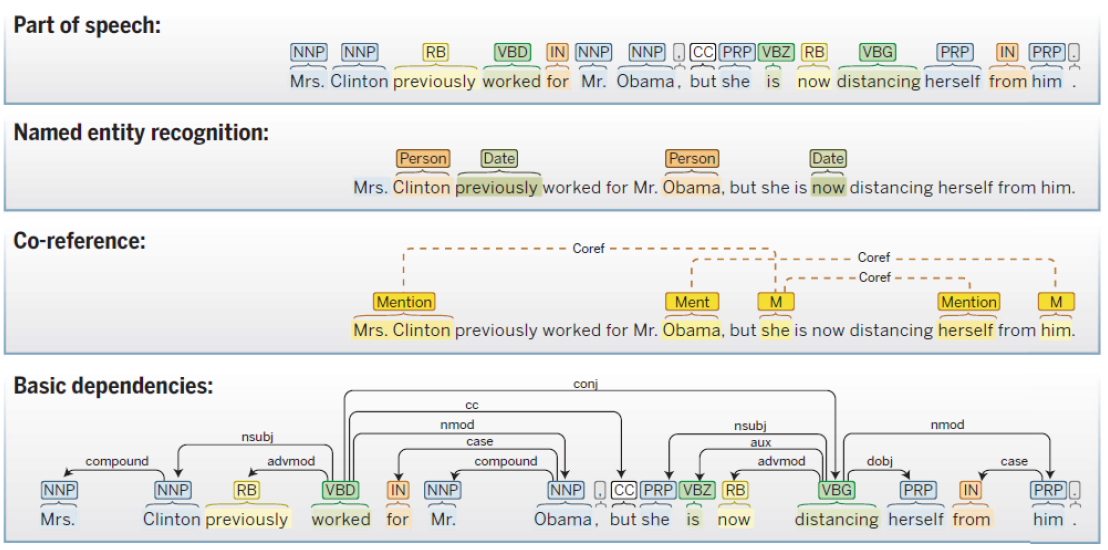 Part of speech:
NNP NNP RB VBD IN NNP NNP , CC PRP VBZ RB VBG PRP IN PRP .
Mrs. Clinton previously worked for Mr. Obama, but she is now distancing herself from him .
Named entity recognition:
Person Date Person Date
Mrs. Clinton previously worked for Mr. Obama, but she is now distancing herself from him.
Co-reference:
Coref
Coref
Coref
Mention Ment M Mention M
Mrs. Clinton previously worked for Mr. Obama, but she is now distancing herself from him.
Basic dependencies:
conj
cc
nmod nsubj nmod
nsubj case aux
compound advmod compound advmod dobj case
NNP NNP RB VBD IN NNP NNP , CC PRP VBZ RB VBG PRP IN PRP .
Mrs. Clinton previously worked for Mr. Obama, but she is now distancing herself from him .